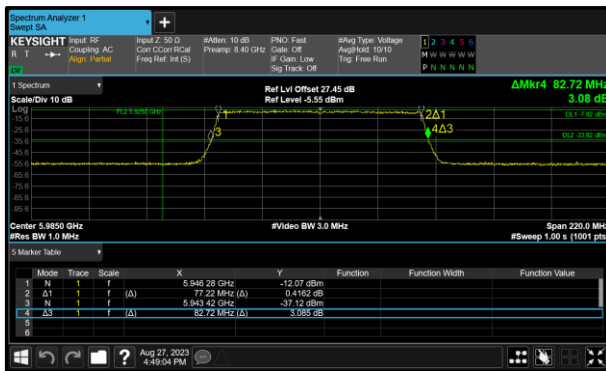 Spectrum Analyzer 1
Swept SA
+
KEYSIGHT Input: RF Input Z: 50 Ω #Atten: 10 dB PNO: Fast #Avg Type: Voltage 1 2 3 4 5 6
R T Coupling: AC Corr CCorr RCal Preamp: 8.40 GHz Gate: Off Avg|Hold: 10/10 M W W W W W
Align: Partial Freq Ref: Int (S) IF Gain: Low Trig: Free Run P N N N N N
Sig Track: Off
1 Spectrum
Scale/Div 10 dB
Ref Lvl Offset 27.45 dB
Ref Level -5.55 dBm
ΔMkr4 82.72 MHz
3.08 dB
Log
-15.6
-25.6
-35.6
-45.6
-55.6
-65.6
-75.6
-85.6
-95.6
1
2Δ1
3
4Δ3
DL1 -7.82 dBm
DL2 -33.82 dBm
Center 5.9850 GHz #Video BW 3.0 MHz Span 220.0 MHz
#Res BW 1.0 MHz #Sweep 1.00 s (1001 pts)
5 Marker Table
Mode Trace Scale X Y Function Function Width Function Value
1 N 1 f 5.946 28 GHz -12.07 dBm
2 Δ1 1 f (Δ) 77.22 MHz (Δ) 0.4162 dB
3 N 1 f 5.943 42 GHz -37.12 dBm
4 Δ3 1 f (Δ) 82.72 MHz (Δ) 3.085 dB
5
6
? Aug 27, 2023
4:49:04 PM